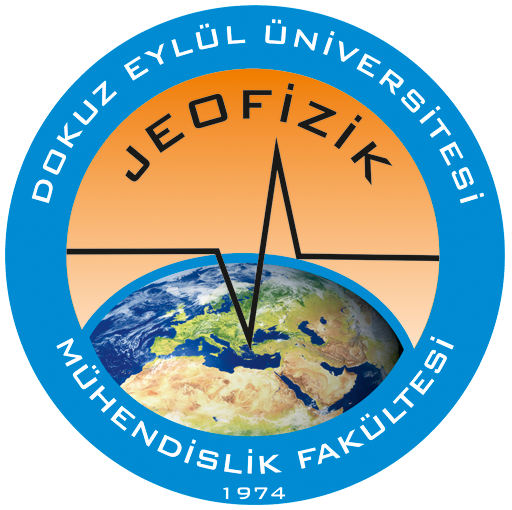 DOKUZ EYLÜL ÜNİVERSİTESİ
JEOFİZİK
MÜHENDİSLİK FAKÜLTESİ
1974